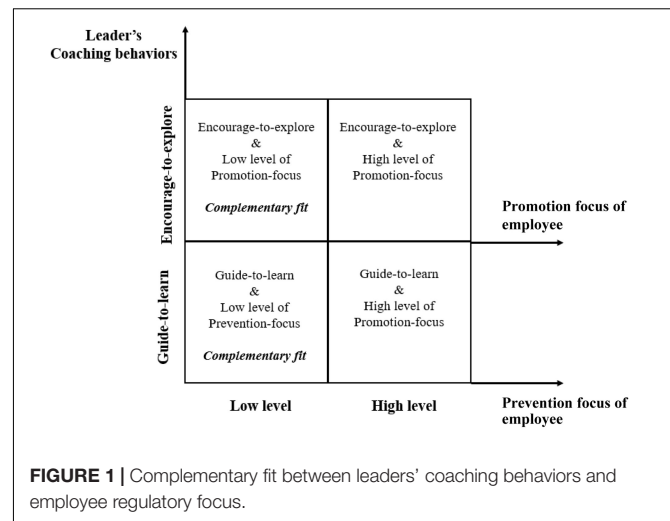 Leader's
Coaching behaviors
Encourage-to-explore
Encourage-to-explore
&
Low level of
Promotion-focus
Complementary fit
Encourage-to-explore
&
High level of
Promotion-focus
Promotion focus of
employee
Guide-to-learn
Guide-to-learn
&
Low level of
Prevention-focus
Complementary fit
Guide-to-learn
&
High level of
Promotion-focus
Low level
High level
Prevention focus of
employee
FIGURE 1 | Complementary fit between leaders' coaching behaviors and
employee regulatory focus.